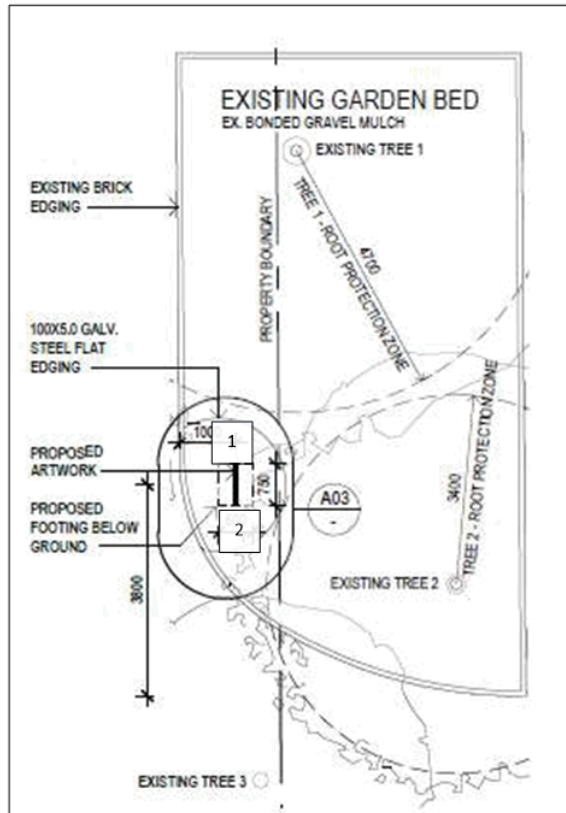 EXISTING GARDEN BED
EX. BONDED GRAVEL MULCH
EXISTING TREE 1
TREE 1 - ROOT PROTECTION ZONE
4700
EXISTING BRICK
EDGING
PROPERTY BOUNDARY
100X5.0 GALV.
STEEL FLAT
EDGING
1
PROPOSED
ARTWORK
750
A03
-
3400
TREE 2 - ROOT PROTECTION ZONE
PROPOSED
FOOTING BELOW
GROUND
2
3800
EXISTING TREE 2
EXISTING TREE 3